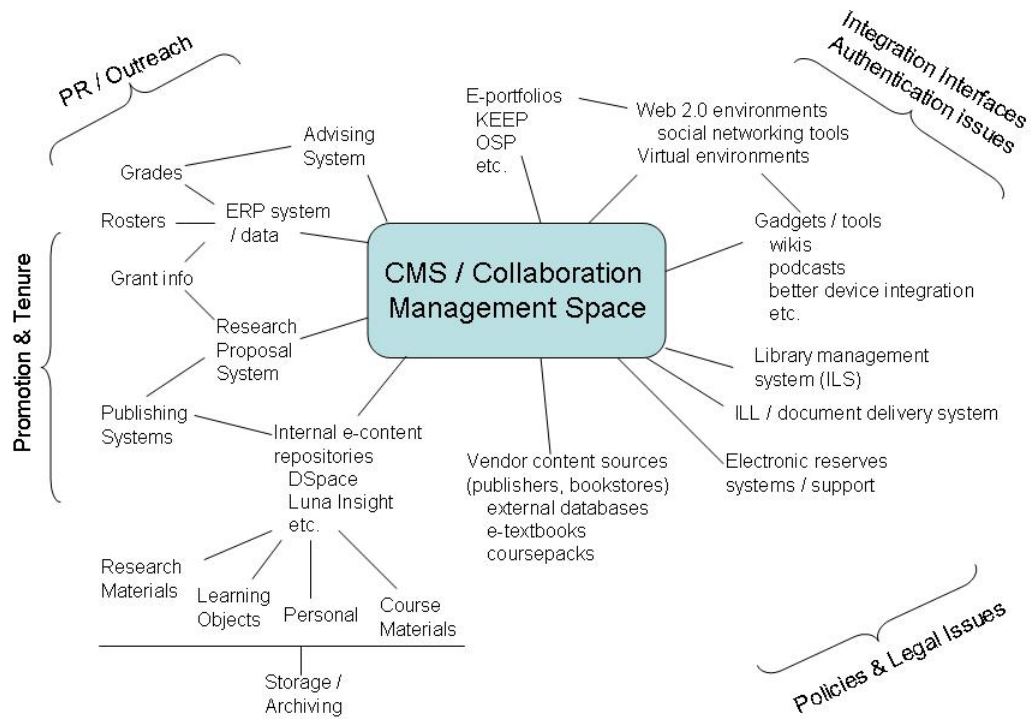 PR / Outreach
Integration Interfaces
Authentication issues
E-portfolios
KEEP
OSP
etc.
Web 2.0 environments
social networking tools
Virtual environments
Advising
System
Grades
Rosters
ERP system
/ data
Gadgets / tools
wikis
podcasts
better device integration
etc.
CMS / Collaboration
Management Space
Grant info
Promotion & Tenure
Research
Proposal
System
Library management
system (ILS)
Publishing
Systems
ILL / document delivery system
Internal e-content
repositories
DSpace
Luna Insight
etc.
Vendor content sources
(publishers, bookstores)
external databases
e-textbooks
coursepacks
Electronic reserves
systems / support
Research
Materials
Learning
Objects
Personal
Course
Materials
Storage /
Archiving
Policies & Legal Issues